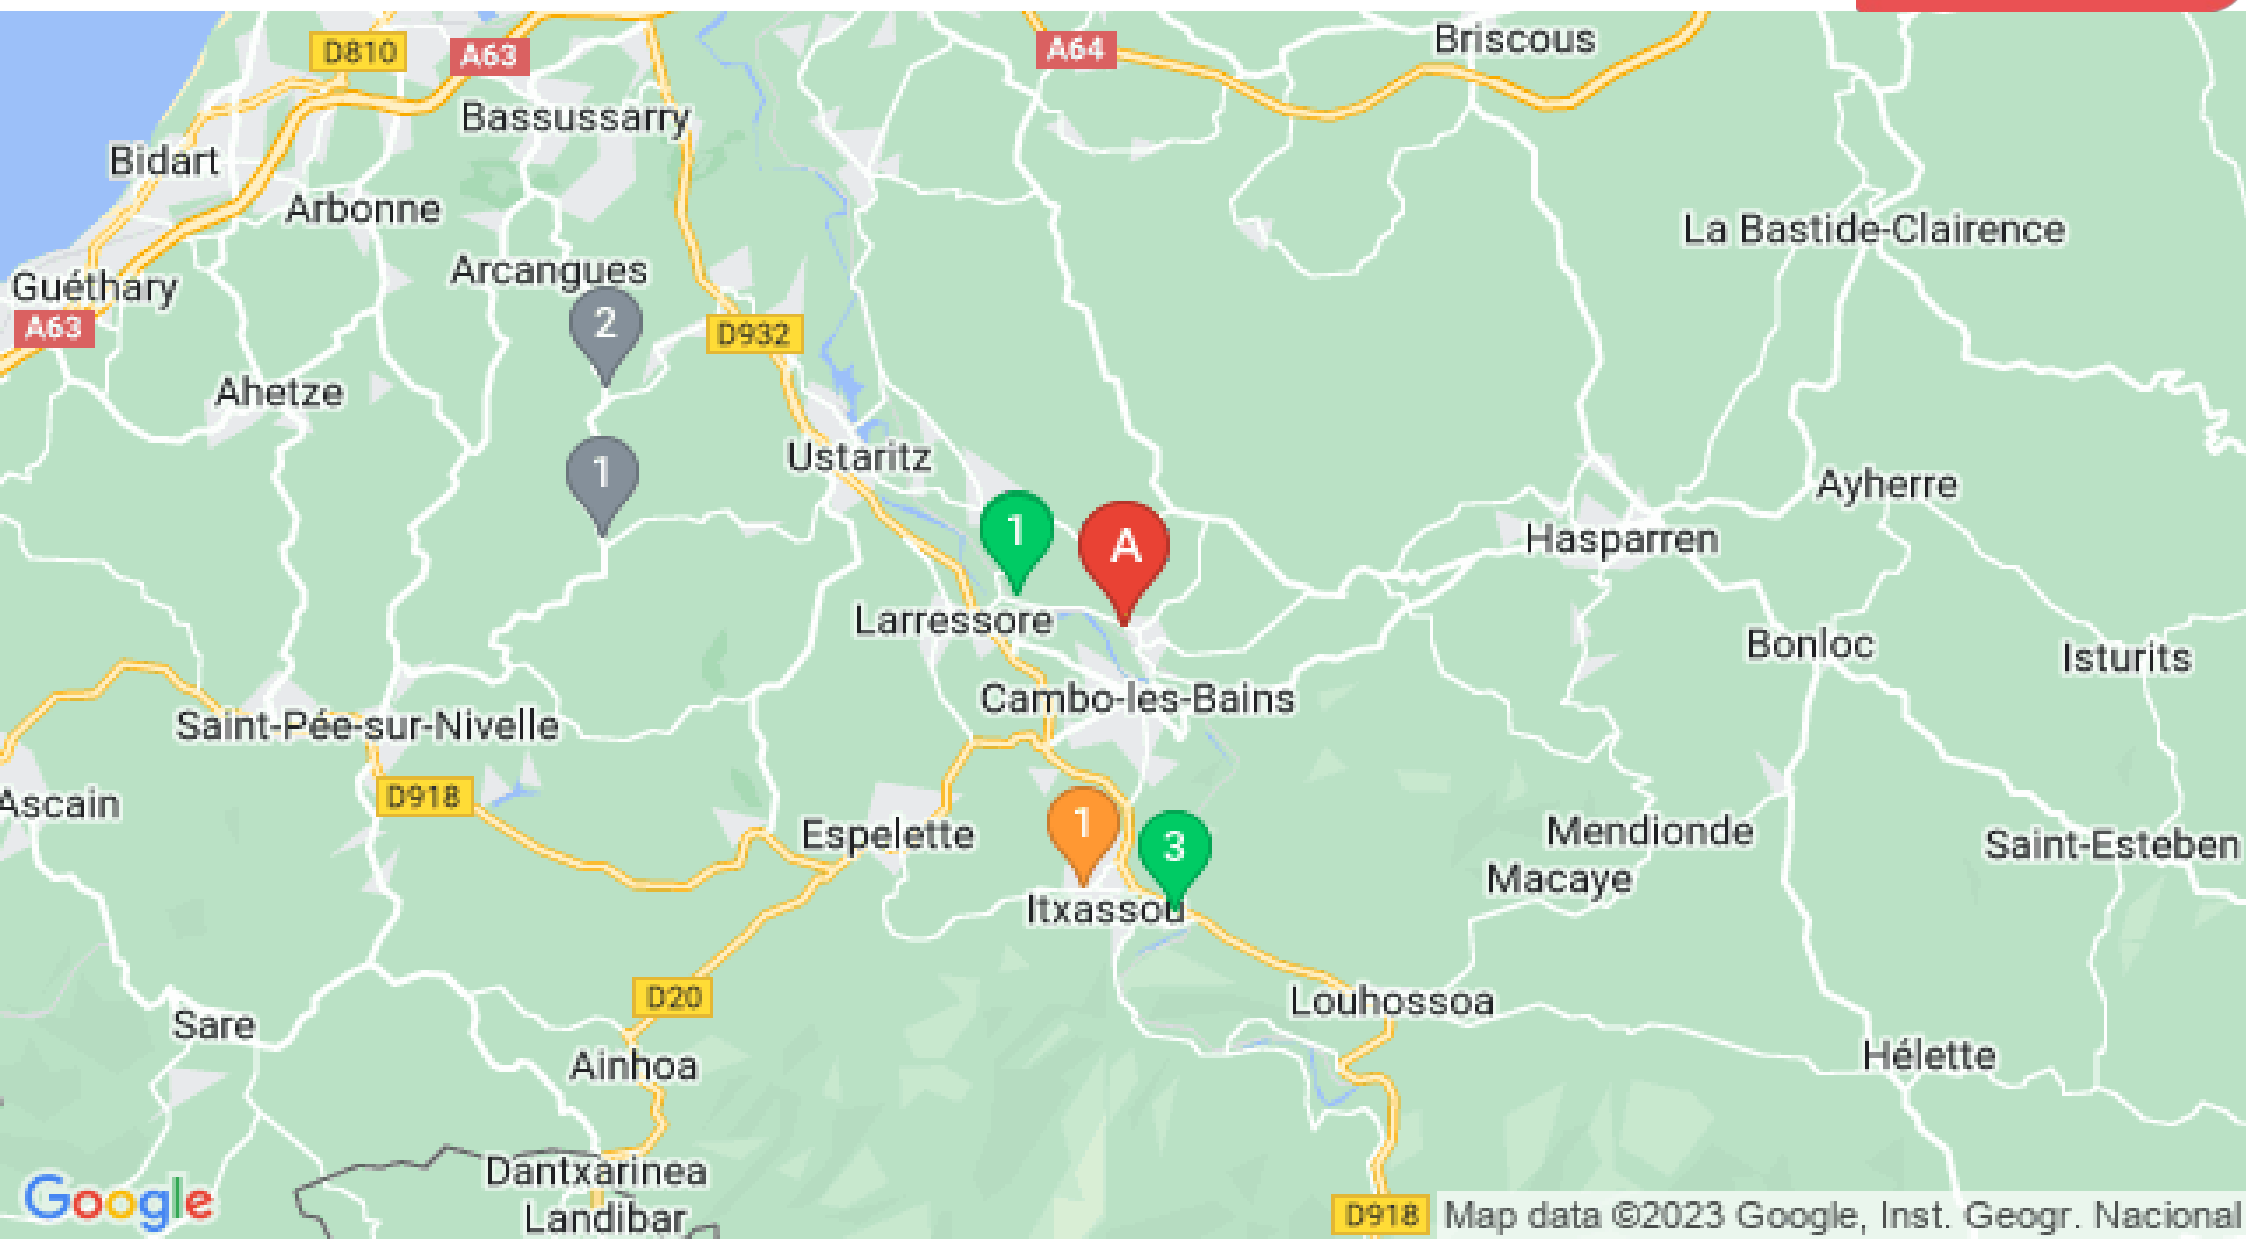 Briscous
D810
A63
A64
Bassussarry
Bidart
Arbonne
La Bastide-Clairence
Arcangues
Guéthary
A63
2
D932
Ahetze
Ustaritz
1
Ayherre
1
A
Hasparren
Larressore
Bonloc
Isturits
Cambo-les-Bains
Saint-Pée-sur-Nivelle
D918
Ascain
1
Espelette
3
Mendionde
Saint-Esteben
Macaye
Itxassou
D20
Louhossoa
Sare
Ainhoa
Hélette
Dantxarinea
Google
Landibar
D918
Map data ©2023 Google, Inst. Geogr. Nacional